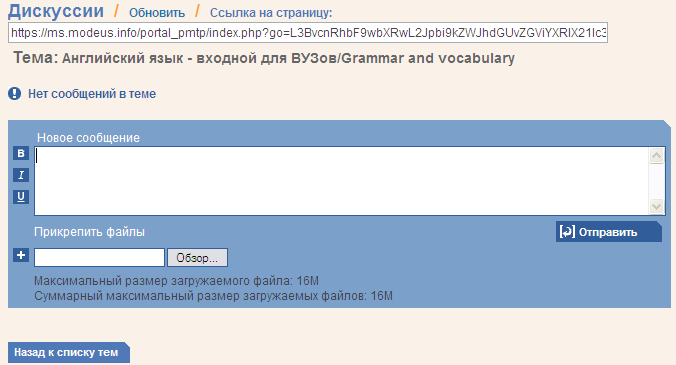 Дискуссии / Обновить / Ссылка на страницу:
https://ms.modeus.info/portal_pmtp/index.php?go=L3BvcnRhbF9wbXRwL2Jpbi9kZWJhdGUvZGViYXRlX21lc3
Тема: Английский язык - входной для ВУЗов/Grammar and vocabulary
Нет сообщений в теме
Новое сообщение
B
I
U
Прикрепить файлы
Отправить
Обзор...
Максимальный размер загружаемого файла: 16M
Суммарный максимальный размер загружаемых файлов: 16M
Назад к списку тем